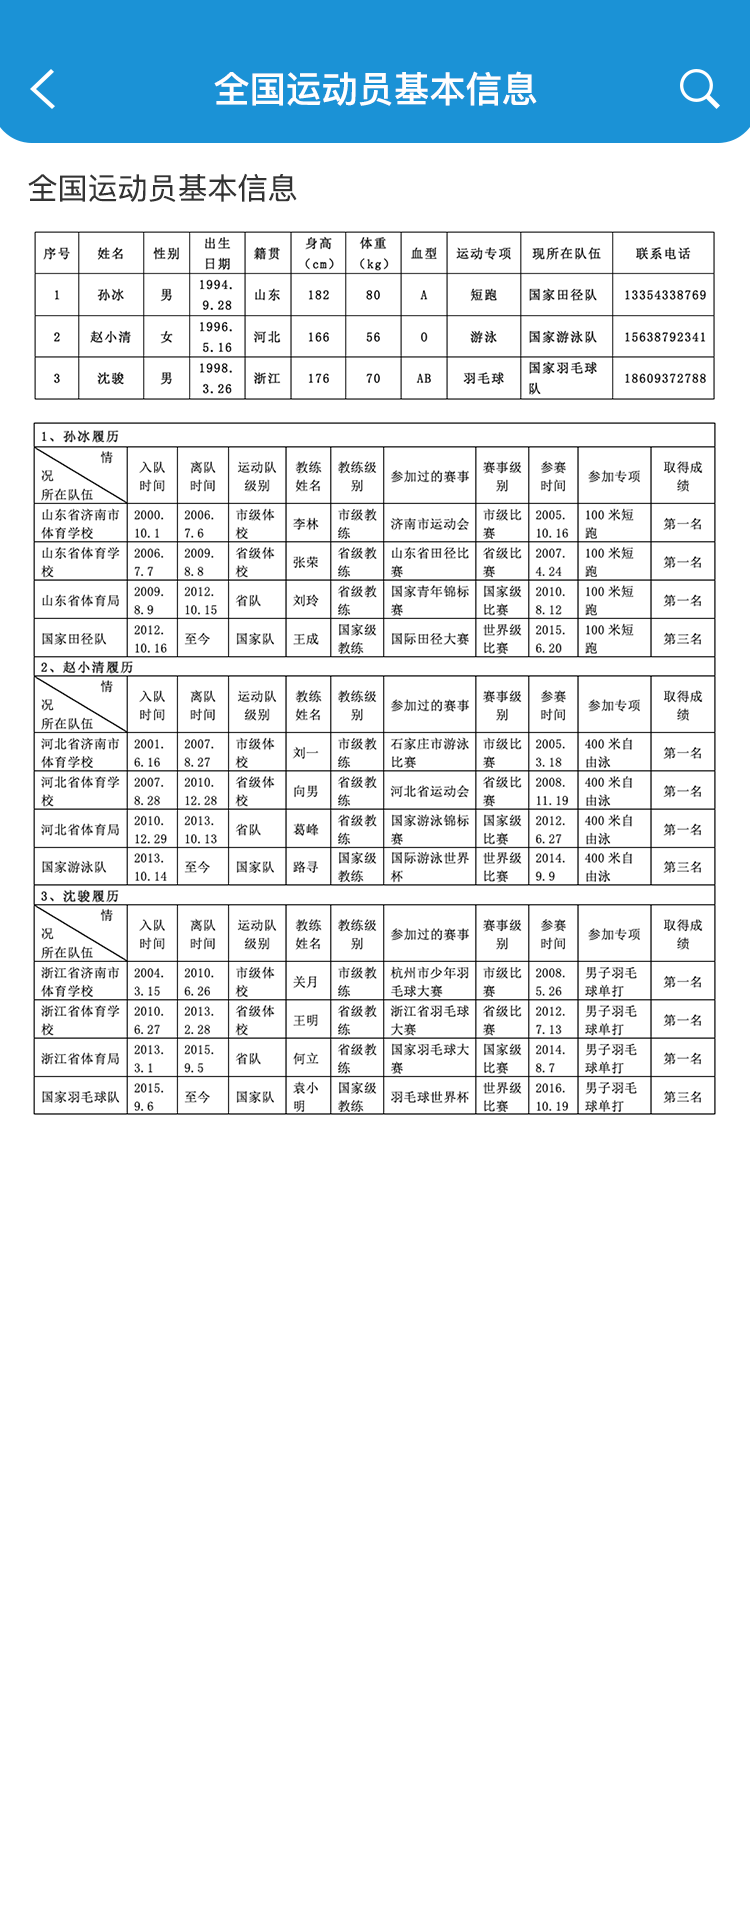 全国运动员基本信息
全国运动员基本信息
序号 姓名 性别 出生日期 籍贯 身高（cm） 体重（kg） 血型 运动专项 现所在队伍 联系电话
1 孙冰 男 1994.9.28 山东 182 80 A 短跑 国家田径队 13354338769
2 赵小清 女 1996.5.16 河北 166 56 O 游泳 国家游泳队 15638792341
3 沈骏 男 1998.3.26 浙江 176 70 AB 羽毛球 国家羽毛球队 18609372788
1、孙冰履历
情况 所在队伍 入队时间 离队时间 运动队级别 教练姓名 教练级别 参加过的赛事 赛事级别 参赛时间 参加专项 取得成绩
山东省济南市体育学校 2000.10.1 2006.7.6 市级体校 李林 市级教练 济南市运动会 市级比赛 2005.10.16 100 米短跑 第一名
山东省体育学校 2006.7.7 2009.8.8 省级体校 张荣 省级教练 山东省田径比赛 省级比赛 2007.4.24 100 米短跑 第一名
山东省体育局 2009.8.9 2012.10.15 省队 刘玲 省级教练 国家青年锦标赛 国家级比赛 2010.8.12 100 米短跑 第一名
国家田径队 2012.10.16 至今 国家队 王成 国家级教练 国际田径大赛 世界级比赛 2015.6.20 100 米短跑 第三名
2、赵小清履历
情况 所在队伍 入队时间 离队时间 运动队级别 教练姓名 教练级别 参加过的赛事 赛事级别 参赛时间 参加专项 取得成绩
河北省济南市体育学校 2001.6.16 2007.8.27 市级体校 刘一 市级教练 石家庄市游泳比赛 市级比赛 2005.3.18 400 米自由泳 第一名
河北省体育学校 2007.8.28 2010.12.28 省级体校 向男 省级教练 河北省运动会 省级比赛 2008.11.19 400 米自由泳 第一名
河北省体育局 2010.12.29 2013.10.13 省队 葛峰 省级教练 国家游泳锦标赛 国家级比赛 2012.6.27 400 米自由泳 第一名
国家游泳队 2013.10.14 至今 国家队 路寻 国家级教练 国际游泳世界杯 世界级比赛 2014.9.9 400 米自由泳 第三名
3、沈骏履历
情况 所在队伍 入队时间 离队时间 运动队级别 教练姓名 教练级别 参加过的赛事 赛事级别 参赛时间 参加专项 取得成绩
浙江省济南市体育学校 2004.3.15 2010.6.26 市级体校 关月 市级教练 杭州市少年羽毛球大赛 市级比赛 2008.5.26 男子羽毛球单打 第一名
浙江省体育学校 2010.6.27 2013.2.28 省级体校 王明 省级教练 浙江省羽毛球大赛 省级比赛 2012.7.13 男子羽毛球单打 第一名
浙江省体育局 2013.3.1 2015.9.5 省队 何立 省级教练 国家羽毛球大赛 国家级比赛 2014.8.7 男子羽毛球单打 第一名
国家羽毛球队 2015.9.6 至今 国家队 袁小明 国家级教练 羽毛球世界杯 世界级比赛 2016.10.19 男子羽毛球单打 第三名